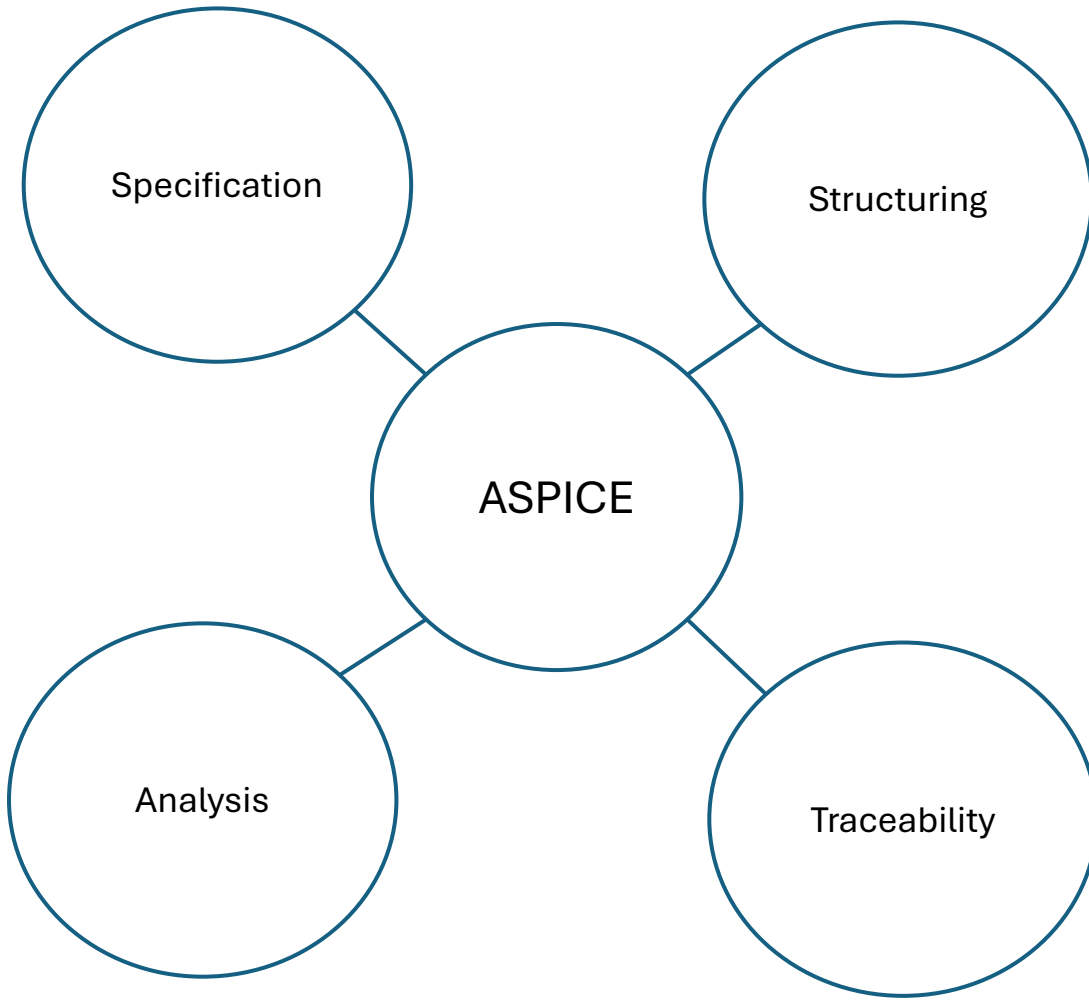 Specification
Structuring
ASPICE
Analysis
Traceability